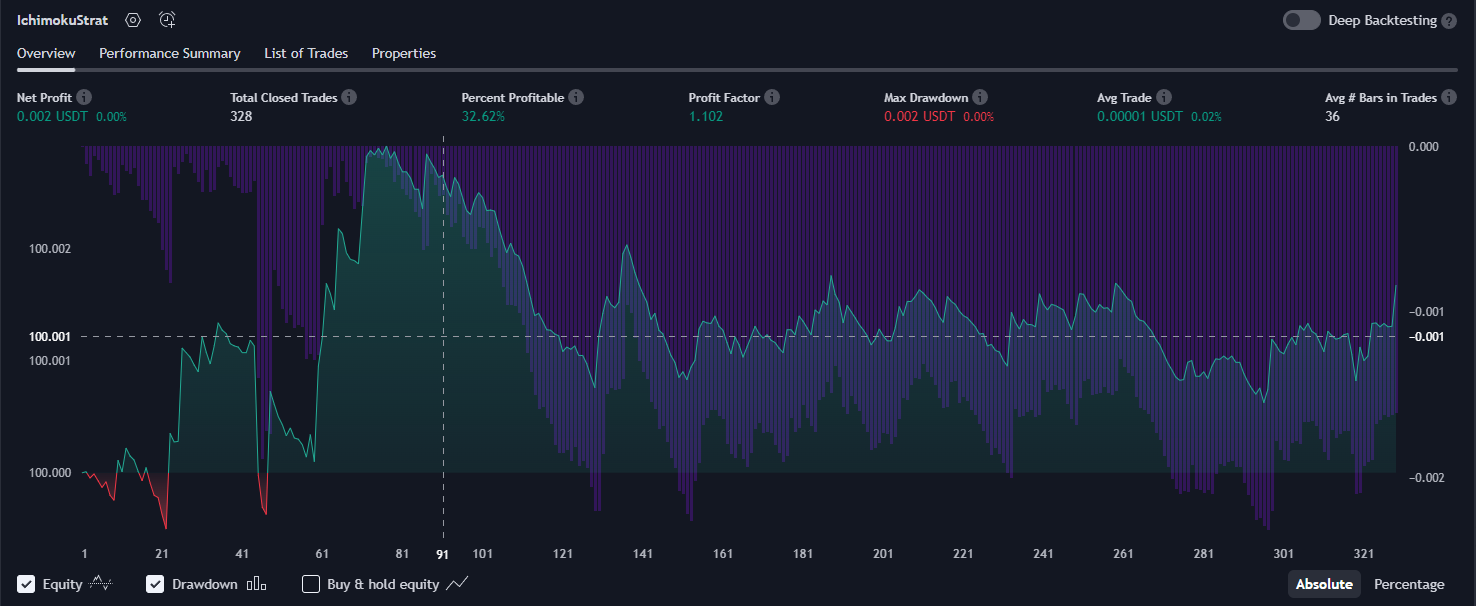 IchimokuStrat
Deep Backtesting ?
Overview Performance Summary List of Trades Properties
Net Profit Total Closed Trades Percent Profitable Profit Factor Max Drawdown Avg Trade Avg # Bars in Trades
0.002 USDT 0.00% 328 32.62% 1.102 0.002 USDT 0.00% 0.00001 USDT 0.02% 36
0.000
100.002
−0.001
100.001 −0.001
100.001
100.000
−0.002
1 21 41 61 81 91 101 121 141 161 181 201 221 241 261 281 301 321
Equity Drawdown Buy & hold equity Absolute Percentage